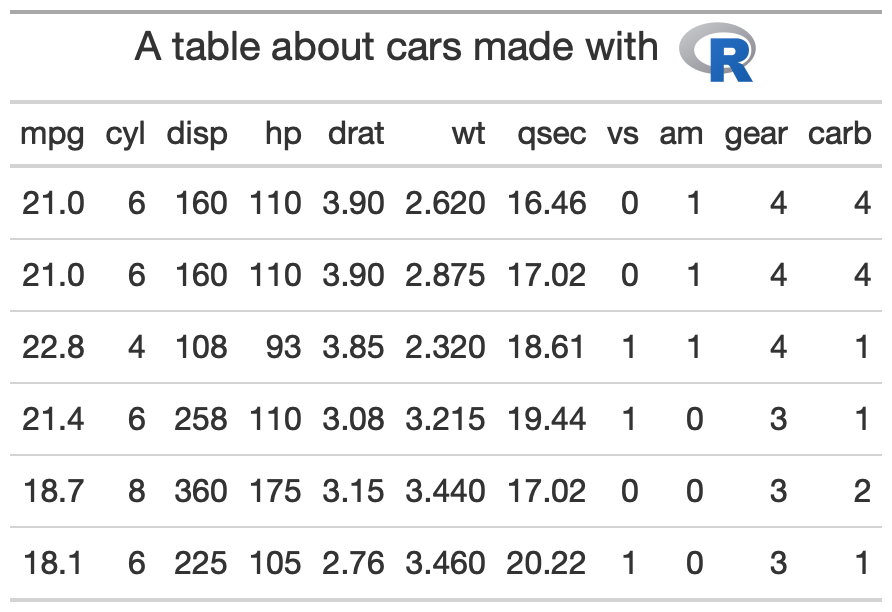 A table about cars made with R
mpg cyl disp hp drat wt qsec vs am gear carb
21.0 6 160 110 3.90 2.620 16.46 0 1 4 4
21.0 6 160 110 3.90 2.875 17.02 0 1 4 4
22.8 4 108 93 3.85 2.320 18.61 1 1 4 1
21.4 6 258 110 3.08 3.215 19.44 1 0 3 1
18.7 8 360 175 3.15 3.440 17.02 0 0 3 2
18.1 6 225 105 2.76 3.460 20.22 1 0 3 1